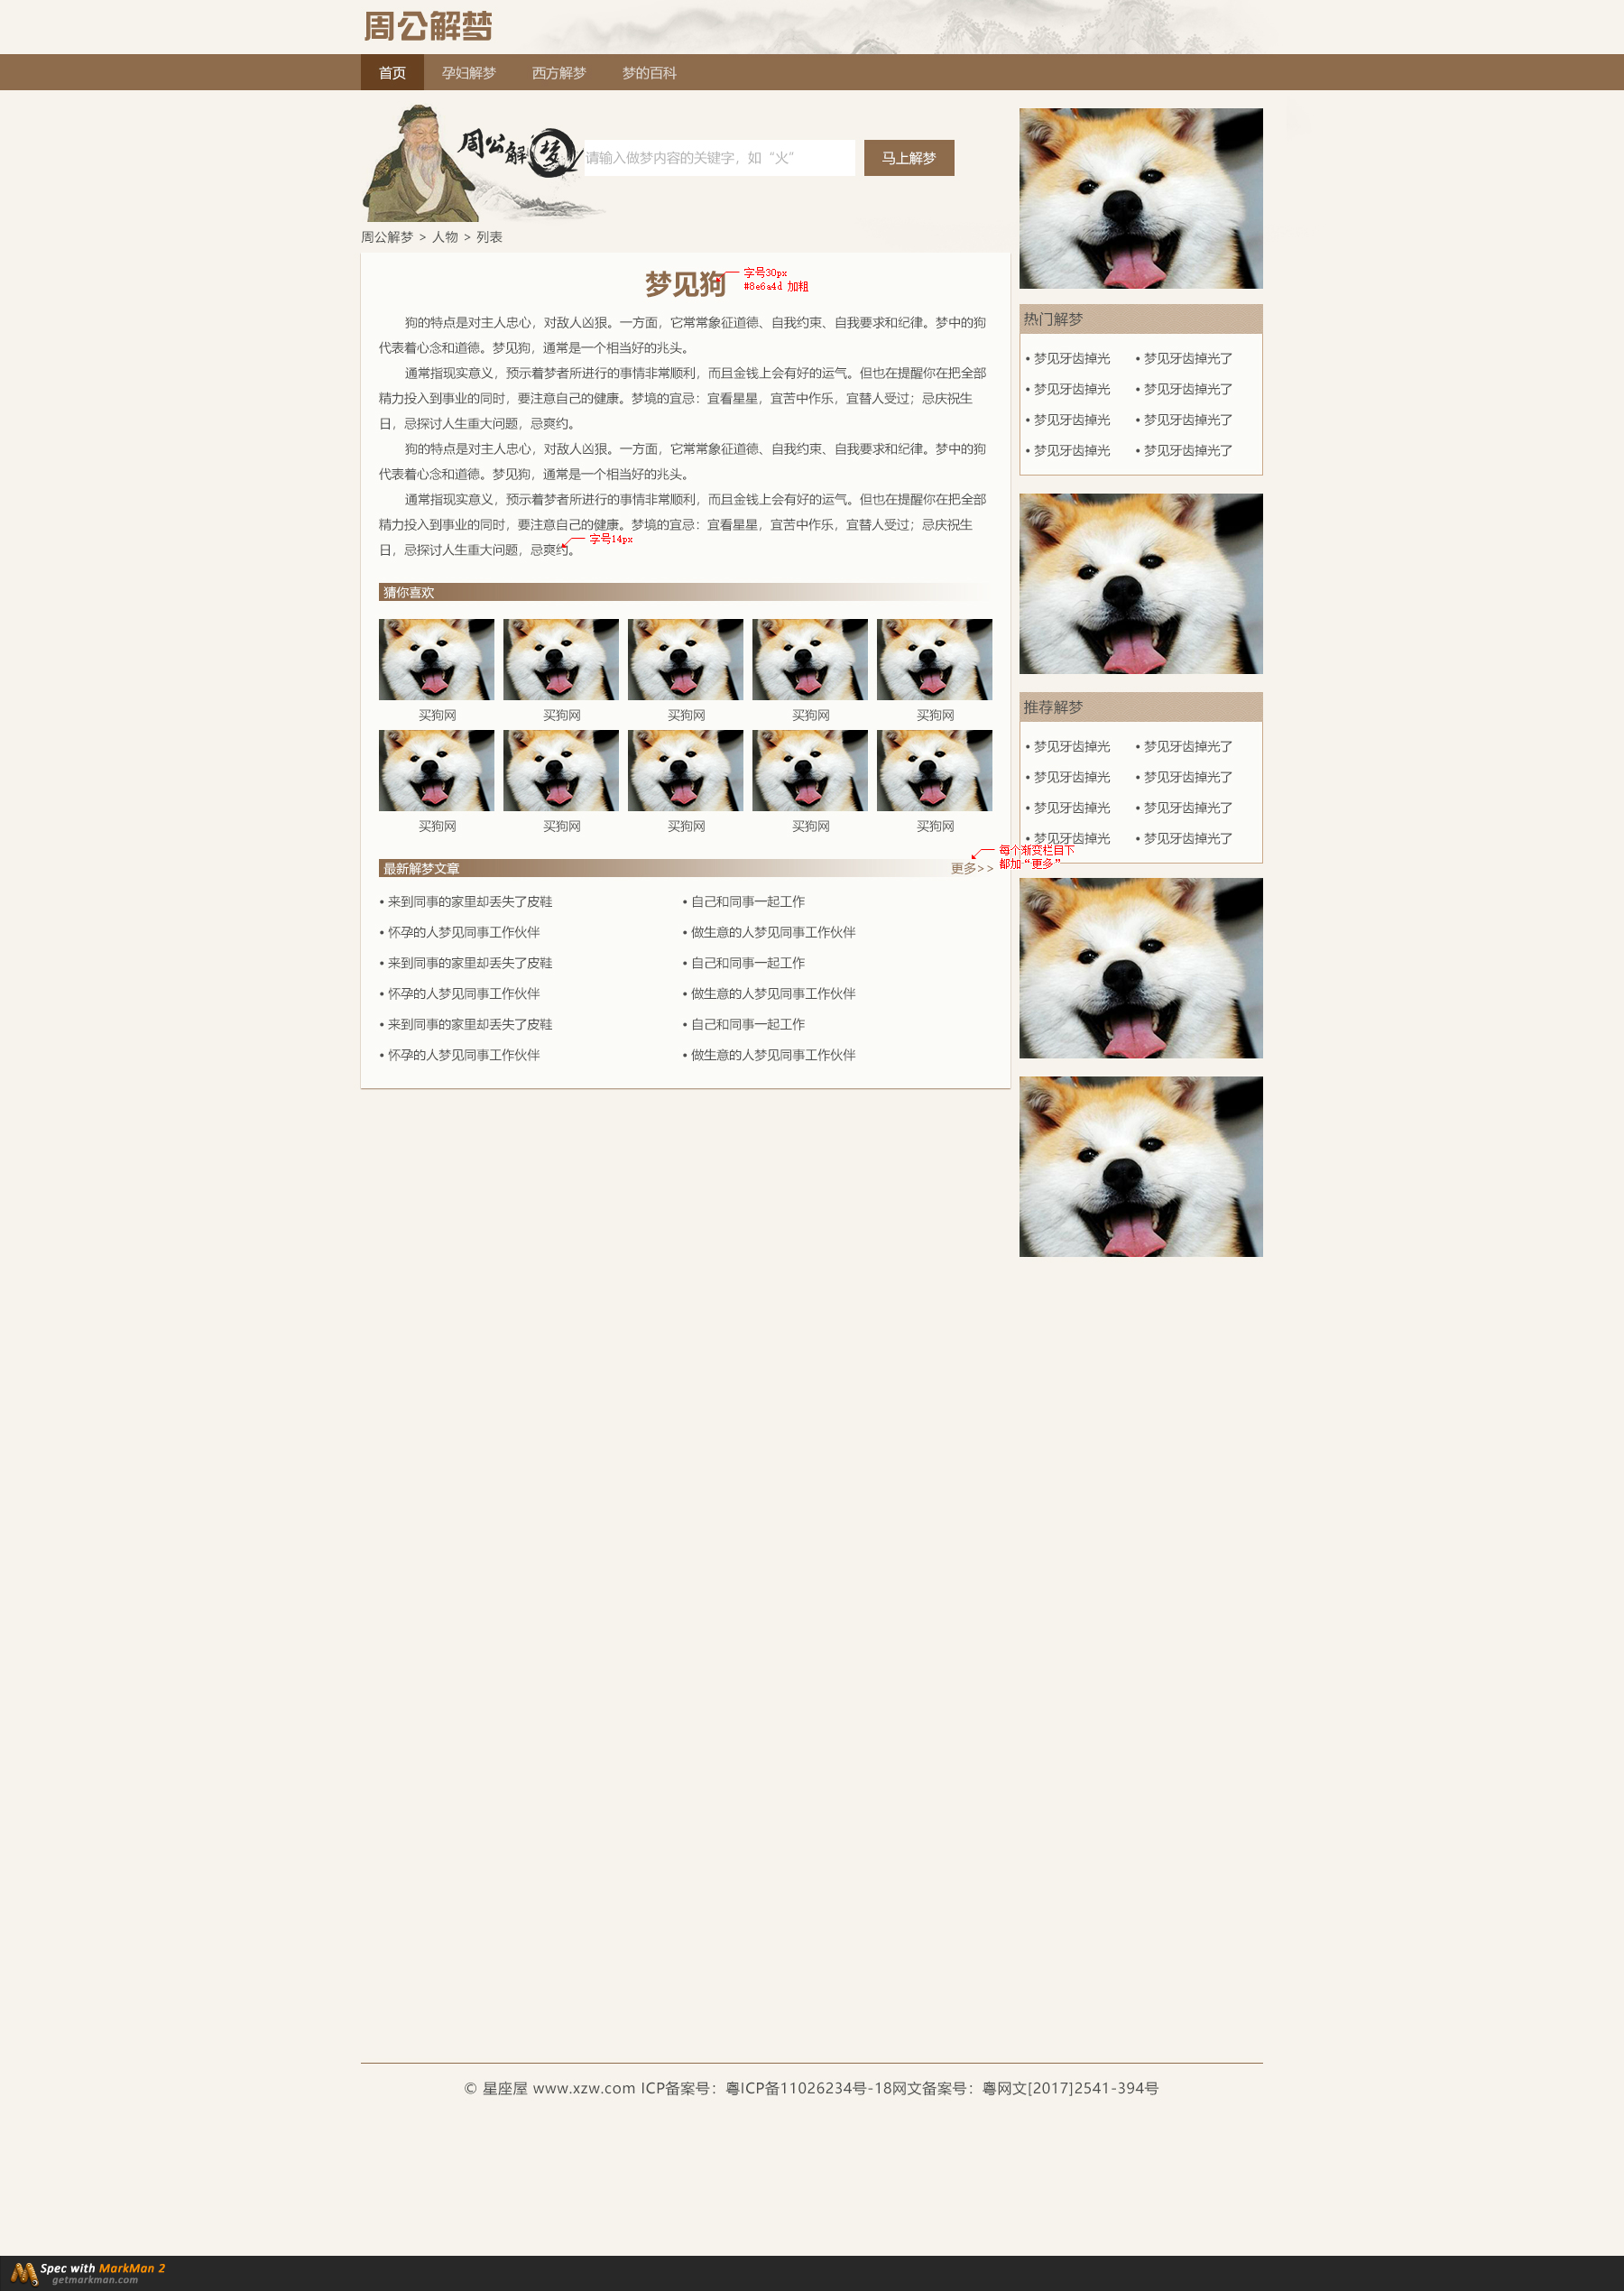 周公解梦
首页 孕妇解梦 西方解梦 梦的百科
周公解梦
请输入做梦内容的关键字，如“火” 马上解梦
周公解梦 > 人物 > 列表
梦见狗
字号30px
#8e6a4d 加粗
狗的特点是对主人忠心，对敌人凶狠。一方面，它常常象征道德、自我约束、自我要求和纪律。梦中的狗
代表着心念和道德。梦见狗，通常是一个相当好的兆头。
通常指现实意义，预示着梦者所进行的事情非常顺利，而且金钱上会有好的运气。但也在提醒你在把全部
精力投入到事业的同时，要注意自己的健康。梦境的宜忌：宜看星星，宜苦中作乐，宜替人受过；忌庆祝生
日，忌探讨人生重大问题，忌爽约。
狗的特点是对主人忠心，对敌人凶狠。一方面，它常常象征道德、自我约束、自我要求和纪律。梦中的狗
代表着心念和道德。梦见狗，通常是一个相当好的兆头。
通常指现实意义，预示着梦者所进行的事情非常顺利，而且金钱上会有好的运气。但也在提醒你在把全部
精力投入到事业的同时，要注意自己的健康。梦境的宜忌：宜看星星，宜苦中作乐，宜替人受过；忌庆祝生
日，忌探讨人生重大问题，忌爽约。
字号14px
猜你喜欢
买狗网 买狗网 买狗网 买狗网 买狗网
买狗网 买狗网 买狗网 买狗网 买狗网
最新解梦文章 更多>>
每个渐变栏目下
都加“更多”
• 来到同事的家里却丢失了皮鞋 • 自己和同事一起工作
• 怀孕的人梦见同事工作伙伴 • 做生意的人梦见同事工作伙伴
• 来到同事的家里却丢失了皮鞋 • 自己和同事一起工作
• 怀孕的人梦见同事工作伙伴 • 做生意的人梦见同事工作伙伴
• 来到同事的家里却丢失了皮鞋 • 自己和同事一起工作
• 怀孕的人梦见同事工作伙伴 • 做生意的人梦见同事工作伙伴
热门解梦
• 梦见牙齿掉光 • 梦见牙齿掉光了
• 梦见牙齿掉光 • 梦见牙齿掉光了
• 梦见牙齿掉光 • 梦见牙齿掉光了
• 梦见牙齿掉光 • 梦见牙齿掉光了
推荐解梦
• 梦见牙齿掉光 • 梦见牙齿掉光了
• 梦见牙齿掉光 • 梦见牙齿掉光了
• 梦见牙齿掉光 • 梦见牙齿掉光了
• 梦见牙齿掉光 • 梦见牙齿掉光了
© 星座屋 www.xzw.com ICP备案号：粤ICP备11026234号-18网文备案号：粤网文[2017]2541-394号
Spec with MarkMan 2
getmarkman.com